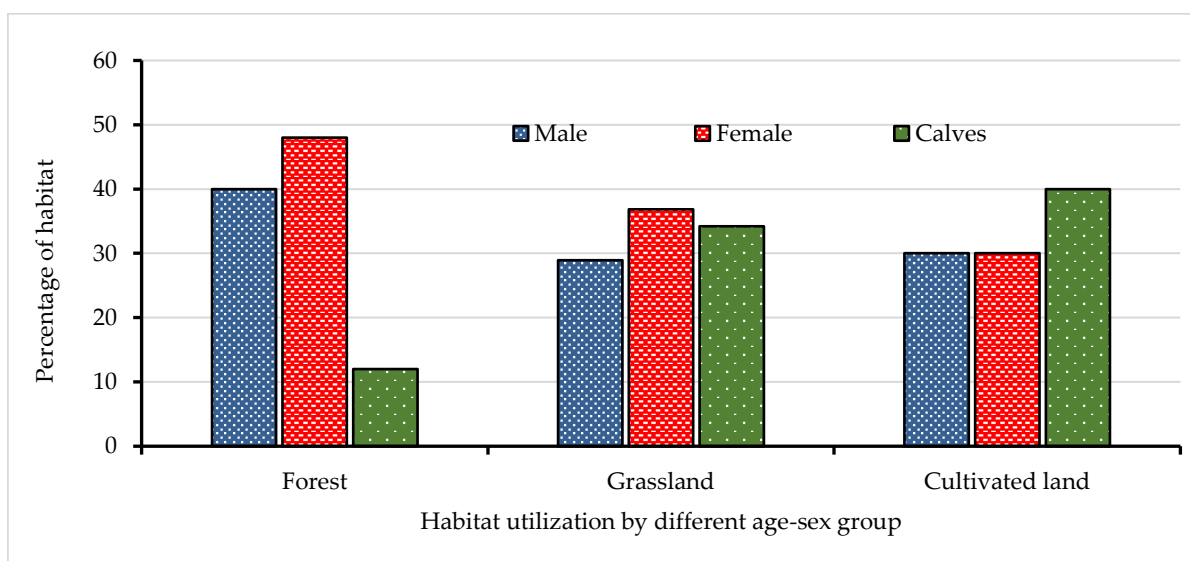 60
50
40
30
20
10
0
Percentage of habitat
Male Female Calves
Forest Grassland Cultivated land
Habitat utilization by different age-sex group